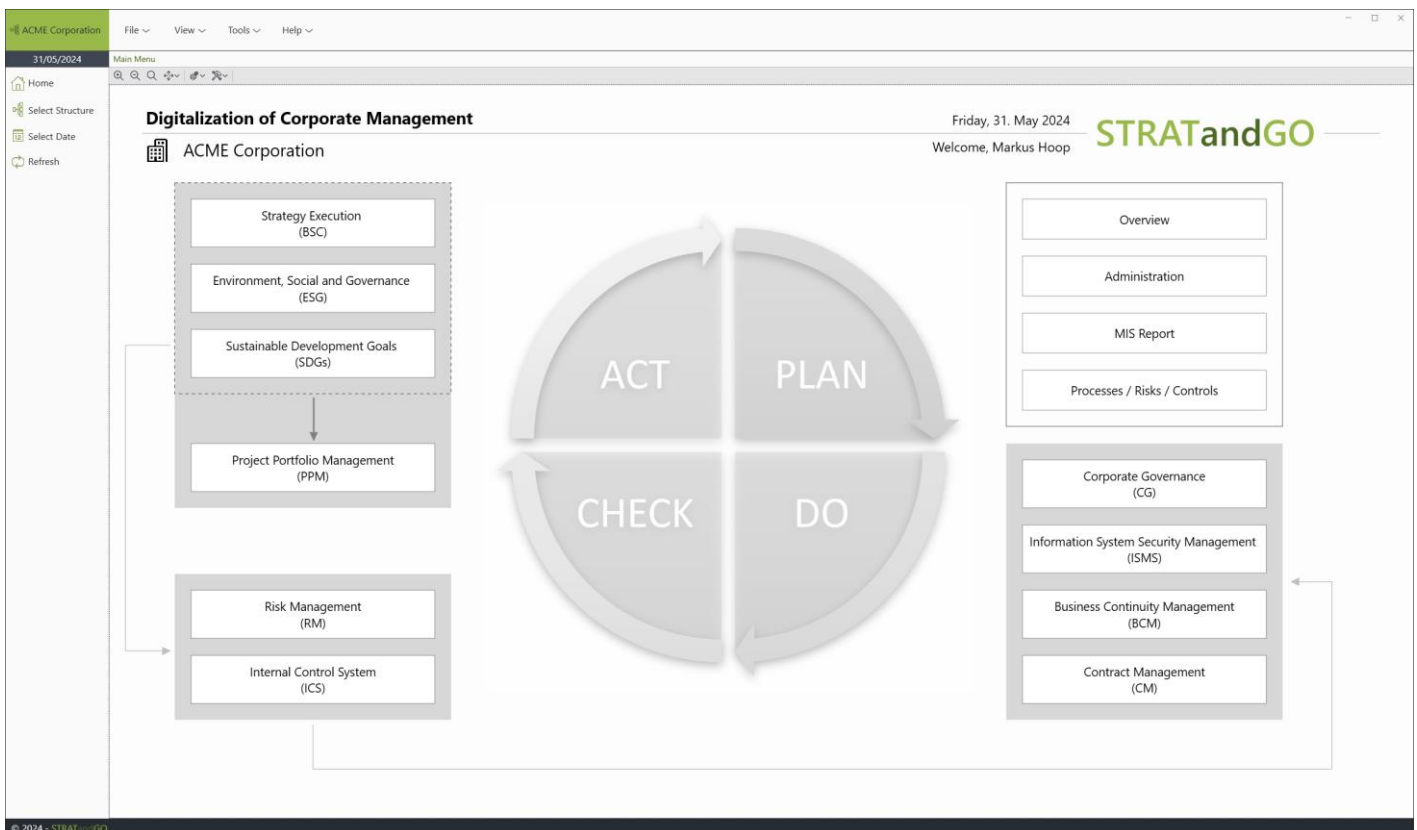 ACME Corporation
File View Tools Help
31/05/2024
Main Menu
Home
Select Structure
Select Date
Refresh
Digitalization of Corporate Management
ACME Corporation
Friday, 31. May 2024
Welcome, Markus Hoop
STRATandGO
Strategy Execution
(BSC)
Environment, Social and Governance
(ESG)
Sustainable Development Goals
(SDGs)
Project Portfolio Management
(PPM)
Risk Management
(RM)
Internal Control System
(ICS)
ACT
PLAN
CHECK
DO
Overview
Administration
MIS Report
Processes / Risks / Controls
Corporate Governance
(CG)
Information System Security Management
(ISMS)
Business Continuity Management
(BCM)
Contract Management
(CM)
© 2024 - STRATandGO